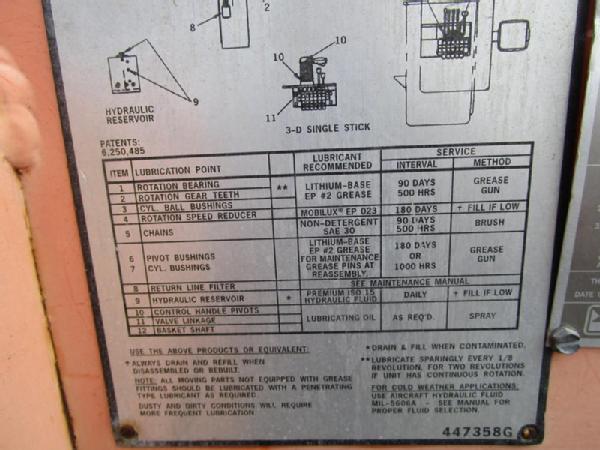 8
2
10
10
11
9
HYDRAULIC
RESERVOIR
3-D SINGLE STICK
PATENTS:
6,250,485
ITEM LUBRICATION POINT LUBRICANT RECOMMENDED SERVICE
INTERVAL METHOD
1 ROTATION BEARING ** LITHIUM-BASE 90 DAYS GREASE
2 ROTATION GEAR TEETH EP #2 GREASE 500 HRS GUN
3 CYL. BALL BUSHINGS MOBILUX® EP 023 180 DAYS + FILL IF LOW
4 ROTATION SPEED REDUCER
5 CHAINS NON-DETERGENT SAE 30 90 DAYS 500 HRS BRUSH
6 PIVOT BUSHINGS
7 CYL. BUSHINGS
LITHIUM-BASE
EP #2 GREASE
FOR MAINTENANCE
GREASE PINS AT
REASSEMBLY.
180 DAYS
OR
1000 HRS
GREASE
GUN
8 RETURN LINE FILTER SEE MAINTENANCE MANUAL
9 HYDRAULIC RESERVOIR * PREMIUM ISO 15 HYDRAULIC FLUID DAILY + FILL IF LOW
10 CONTROL HANDLE PIVOTS
11 VALVE LINKAGE LUBRICATING OIL AS REQ'D. SPRAY
12 BASKET SHAFT
USE THE ABOVE PRODUCTS OR EQUIVALENT.
+ ALWAYS DRAIN AND REFILL WHEN
DISASSEMBLED OR REBUILT.
NOTE: ALL MOVING PARTS NOT EQUIPPED WITH GREASE
FITTINGS SHOULD BE LUBRICATED WITH A PENETRATING
TYPE LUBRICANT AS REQUIRED.
DUSTY AND DIRTY CONDITIONS WILL REQUIRE
MORE FREQUENT LUBRICATION
* DRAIN & FILL WHEN CONTAMINATED.
** LUBRICATE SPARINGLY EVERY 1/8
REVOLUTION. FOR TWO REVOLUTIONS
IF UNIT HAS CONTINUOUS ROTATION.
FOR COLD WEATHER APPLICATIONS,
USE AIRCRAFT HYDRAULIC FLUID
MIL-5606A - SEE MANUAL FOR
PROPER FLUID SELECTION.
447358G
DATE